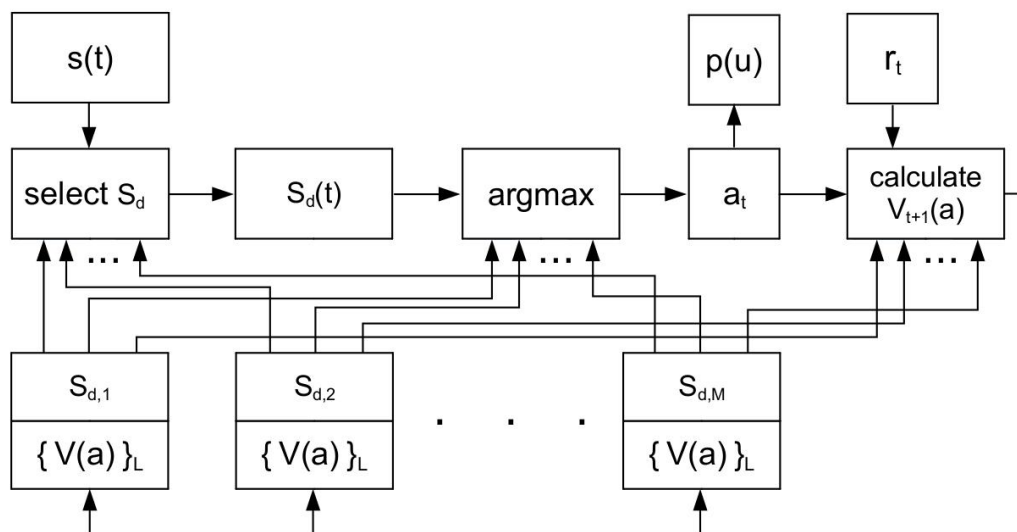 s(t)
p(u)
r_t
select S_d
S_d(t)
argmax
a_t
calculate
V_{t+1}(a)
...
...
...
S_{d,1}
S_{d,2}
S_{d,M}
. . .
{ V(a) }_L
{ V(a) }_L
{ V(a) }_L